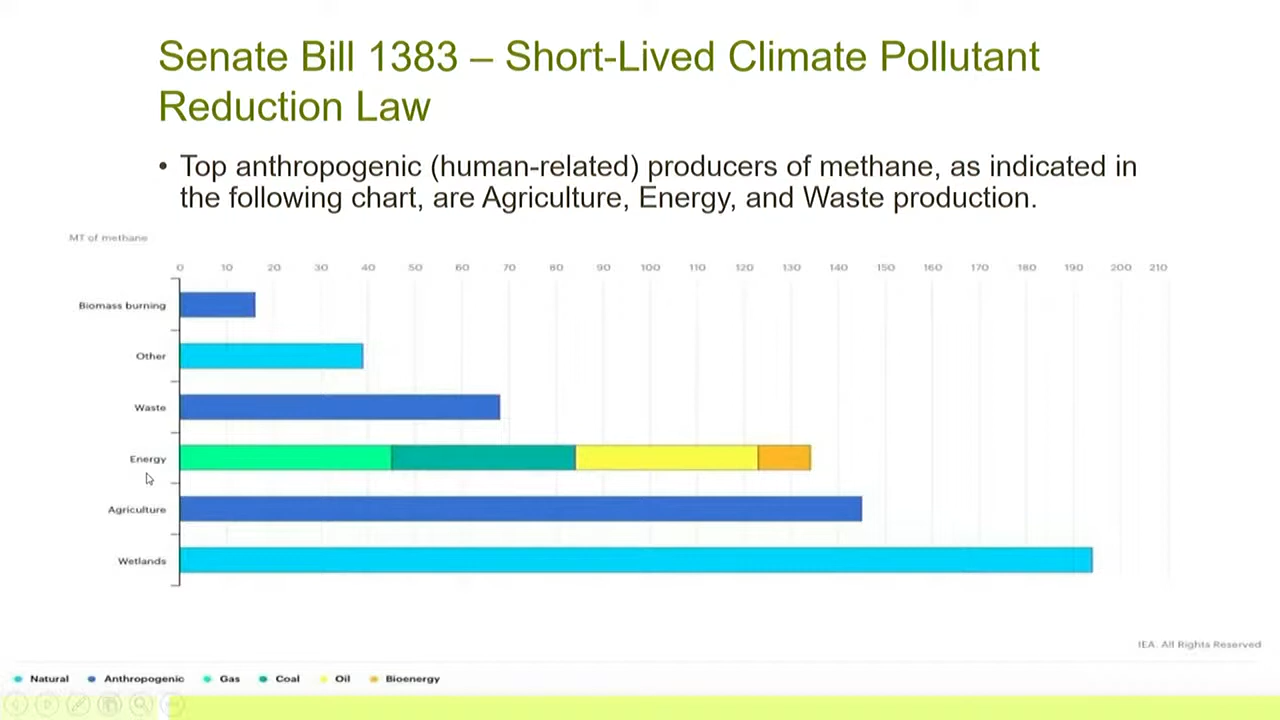 Senate Bill 1383 – Short-Lived Climate Pollutant
Reduction Law
• Top anthropogenic (human-related) producers of methane, as indicated in
the following chart, are Agriculture, Energy, and Waste production.
MT of methane
0 10 20 30 40 50 60 70 80 90 100 110 120 130 140 150 160 170 180 190 200 210
Biomass burning
Other
Waste
Energy
Agriculture
Wetlands
IEA. All Rights Reserved
Natural Anthropogenic Gas Coal Oil Bioenergy